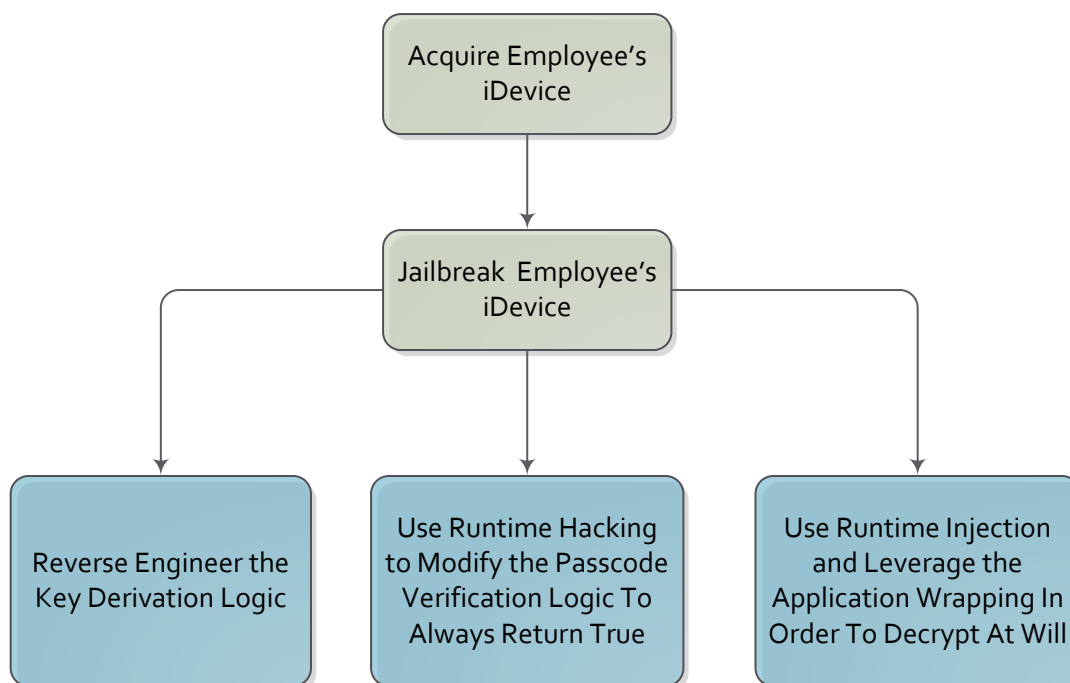 Acquire Employee’s
iDevice
Jailbreak  Employee’s
iDevice
Reverse Engineer the
Key Derivation Logic
Use Runtime Hacking
to Modify the Passcode
Verification Logic To
Always Return True
Use Runtime Injection
and Leverage the
Application Wrapping In
Order To Decrypt At Will